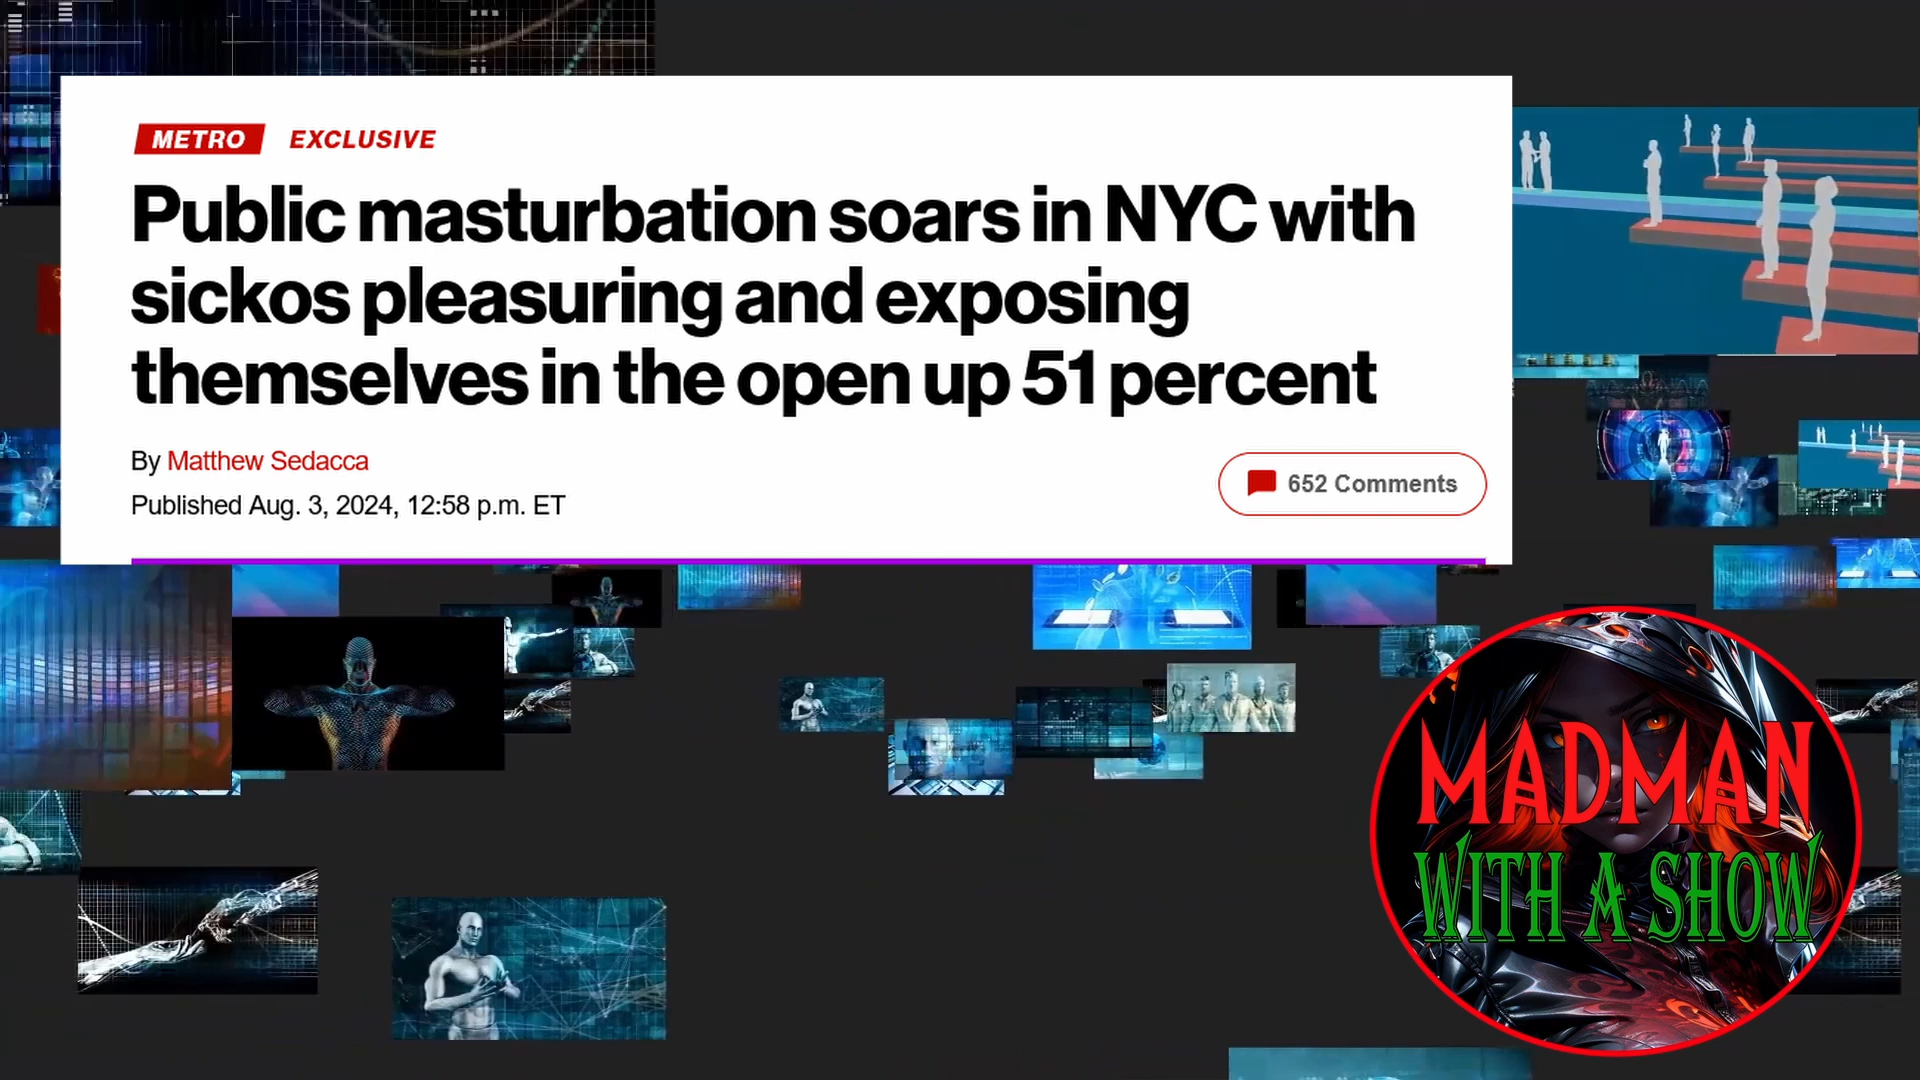 METRO EXCLUSIVE
Public masturbation soars in NYC with
sickos pleasuring and exposing
themselves in the open up 51 percent
By Matthew Sedacca
Published Aug. 3, 2024, 12:58 p.m. ET
652 Comments
MADMAN
WITH A SHOW